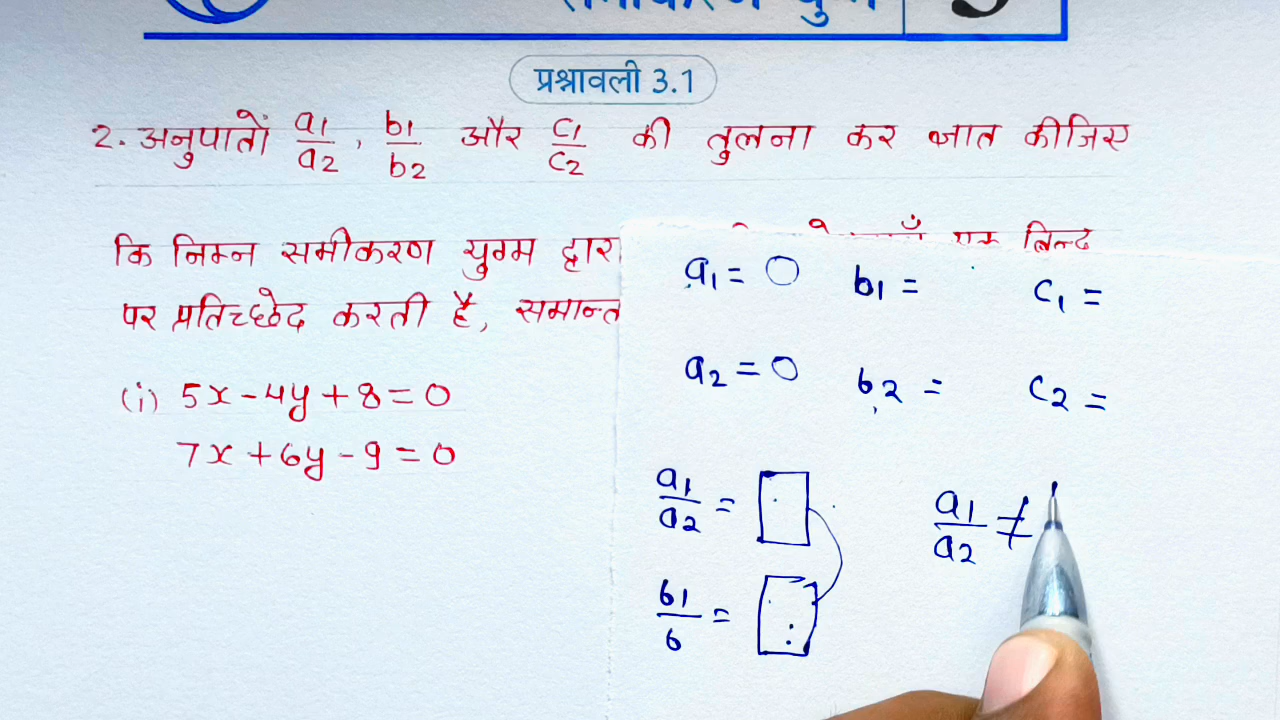 प्रश्नावली 3.1
2. अनुपातों a1/a2, b1/b2 और c1/c2 की तुलना कर ज्ञात कीजिए
कि निम्न समीकरण युग्म द्वारा
पर प्रतिच्छेद करती है, समान्त
(i) 5x-4y+8=0
7x+6y-9=0
a1=0 b1= c1=
a2=0 b2= c2=
a1/a2=
b1/b=
a1/a2≠